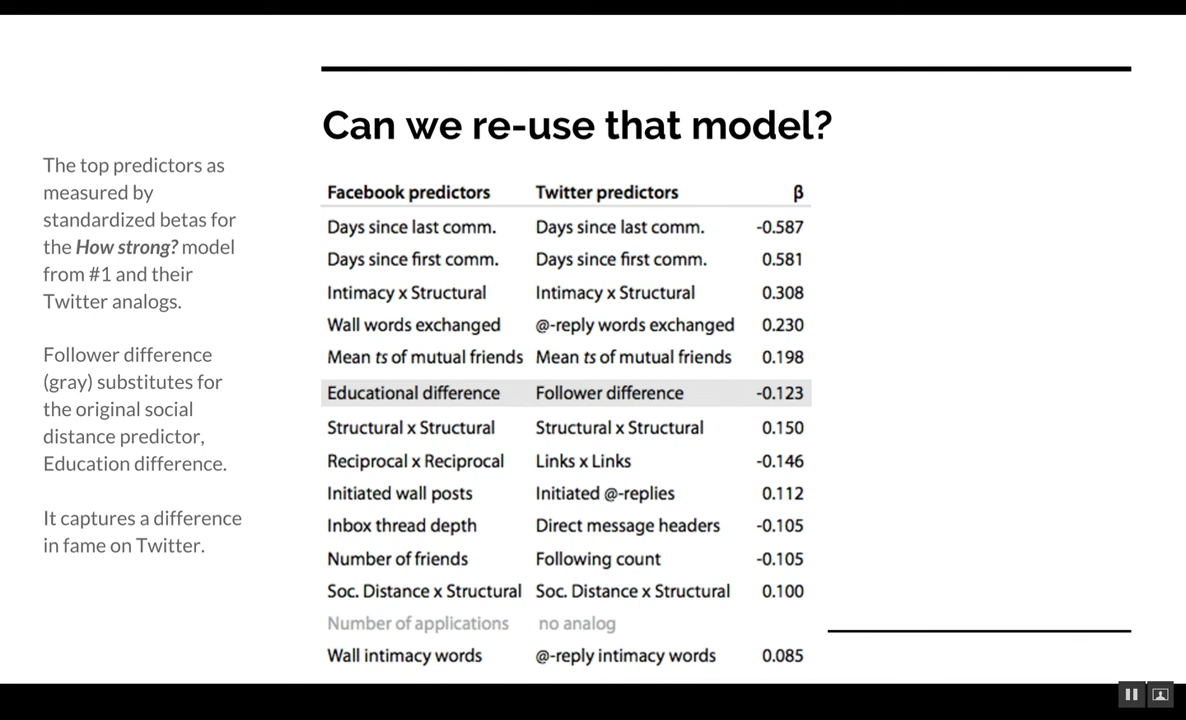 Can we re-use that model?
The top predictors as
measured by
standardized betas for
the How strong? model
from #1 and their
Twitter analogs.
Follower difference
(gray) substitutes for
the original social
distance predictor,
Education difference.
It captures a difference
in fame on Twitter.
Facebook predictors Twitter predictors β
Days since last comm. Days since last comm. -0.587
Days since first comm. Days since first comm. 0.581
Intimacy x Structural Intimacy x Structural 0.308
Wall words exchanged @-reply words exchanged 0.230
Mean ts of mutual friends Mean ts of mutual friends 0.198
Educational difference Follower difference -0.123
Structural x Structural Structural x Structural 0.150
Reciprocal x Reciprocal Links x Links -0.146
Initiated wall posts Initiated @-replies 0.112
Inbox thread depth Direct message headers -0.105
Number of friends Following count -0.105
Soc. Distance x Structural Soc. Distance x Structural 0.100
Number of applications no analog
Wall intimacy words @-reply intimacy words 0.085